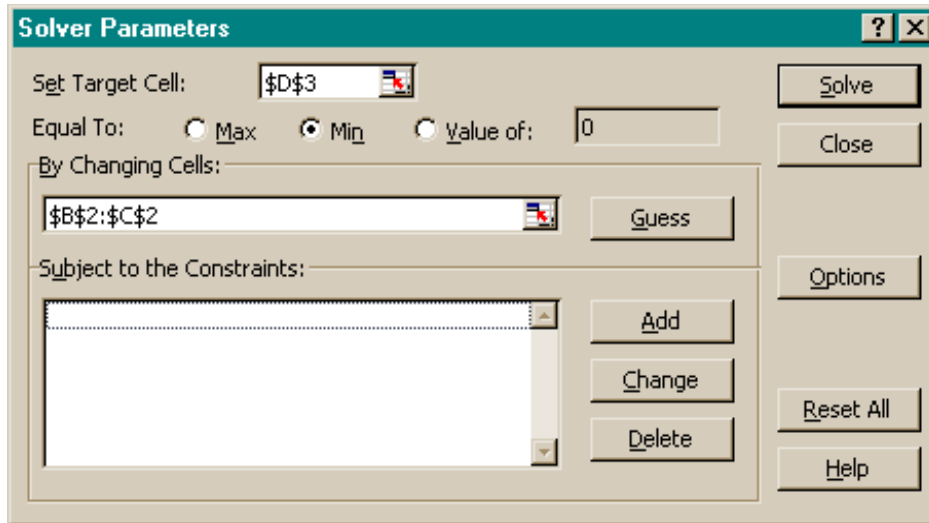 Solver Parameters ? X
Set Target Cell: $D$3 Solve
Equal To: Max Min Value of: 0 Close
By Changing Cells:
$B$2:$C$2 Guess
Subject to the Constraints: Options
Add
Change
Reset All
Delete
Help